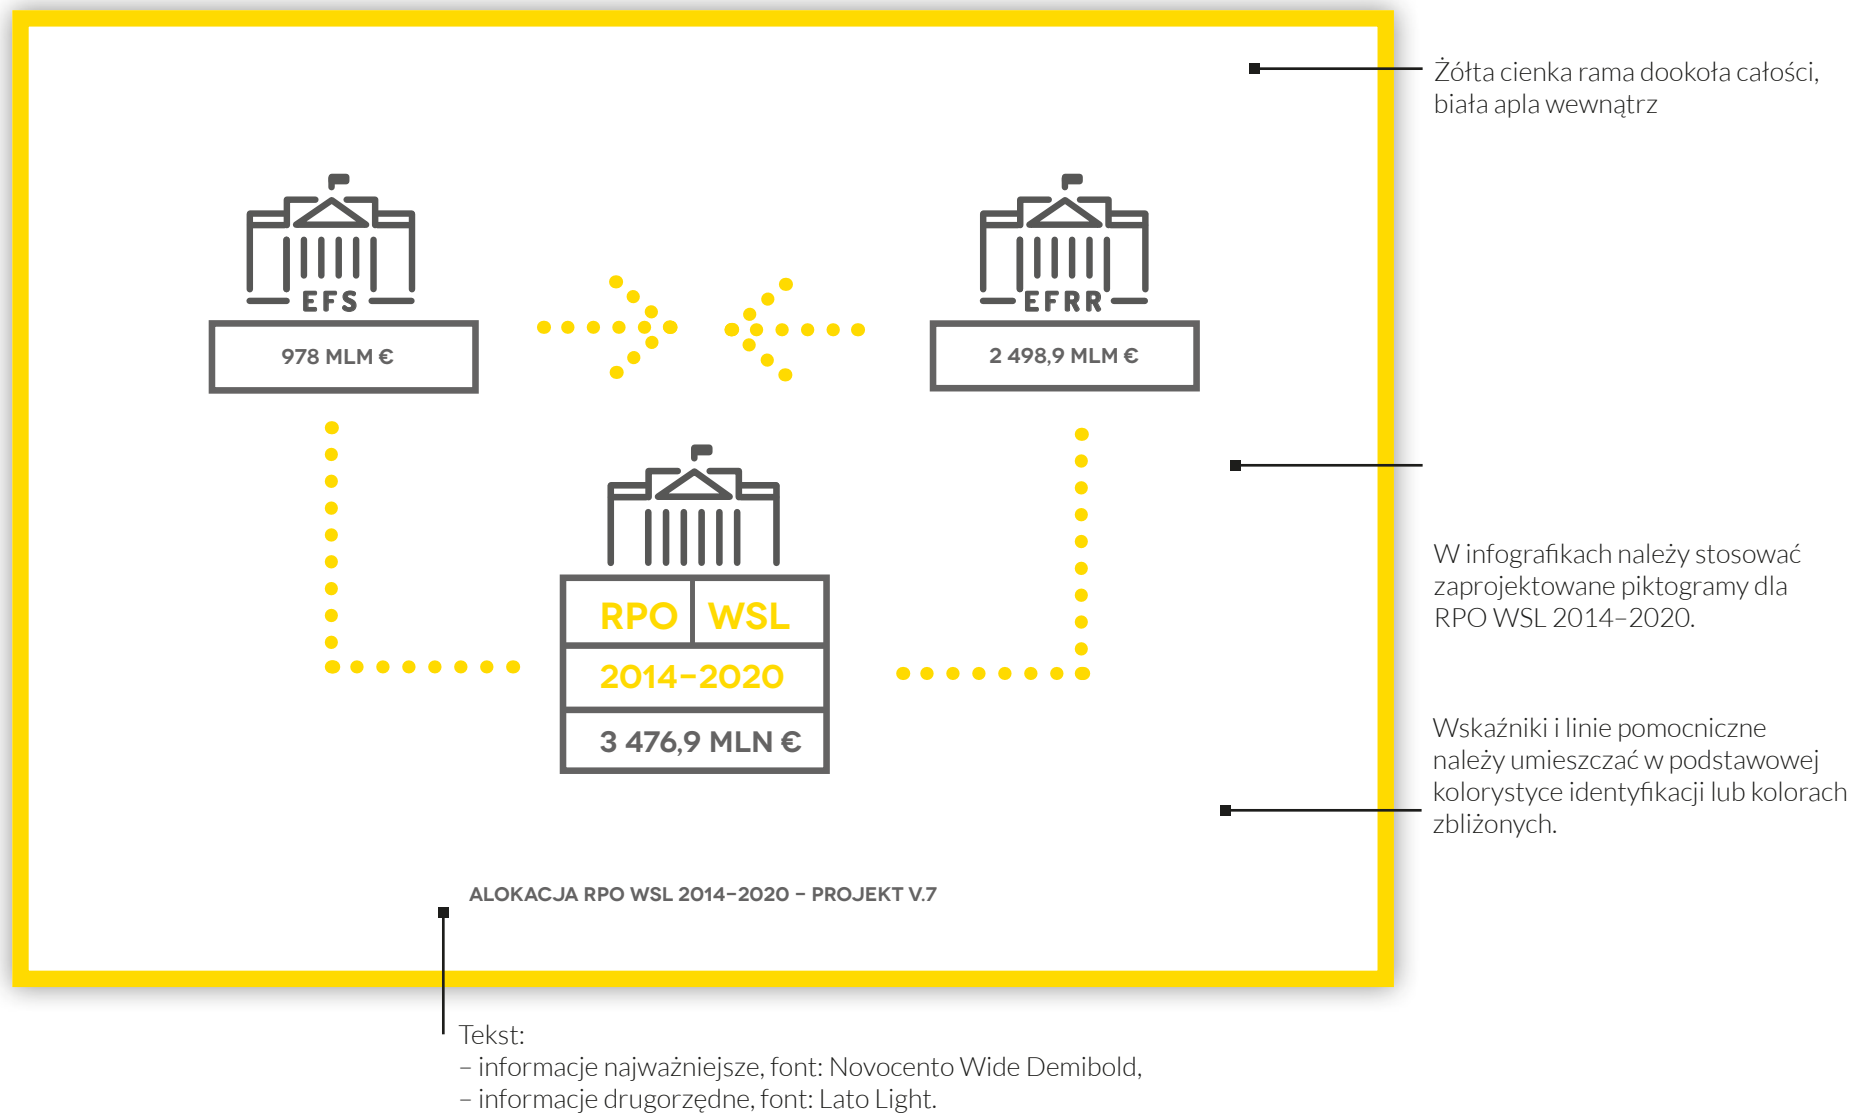 Żółta cienka rama dookoła całości,
biała apla wewnątrz
EFS
978 MLM €
EFRR
2 498,9 MLM €
RPO WSL
2014–2020
3 476,9 MLN €
W infografikach należy stosować
zaprojektowane piktogramy dla
RPO WSL 2014–2020.
Wskaźniki i linie pomocniczne
należy umieszczać w podstawowej
kolorystyce identyfikacji lub kolorach
zbliżonych.
ALOKACJA RPO WSL 2014–2020 – PROJEKT V.7
Tekst:
– informacje najważniejsze, font: Novocento Wide Demibold,
– informacje drugorzędne, font: Lato Light.